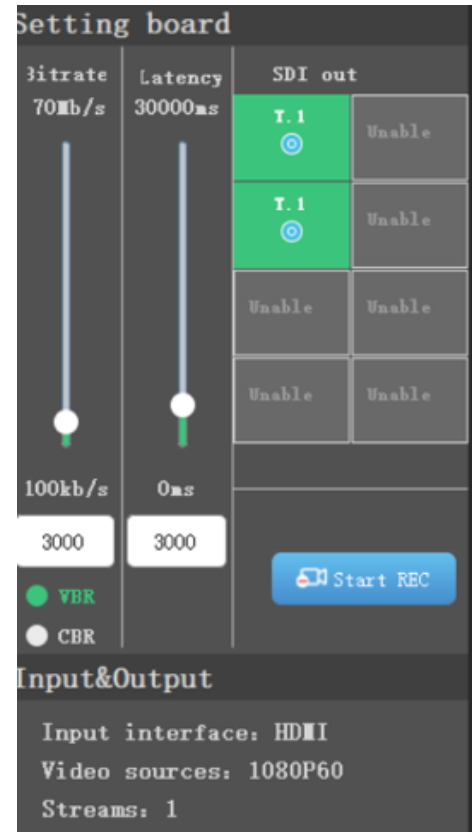 Setting board
Bitrate
Latency
SDI out
70Mb/s
30000ms
T.1
Unable
T.1
Unable
Unable
Unable
Unable
Unable
100kb/s
0ms
3000
3000
Start REC
VBR
CBR
Input&Output
Input interface: HDMI
Video sources: 1080P60
Streams: 1